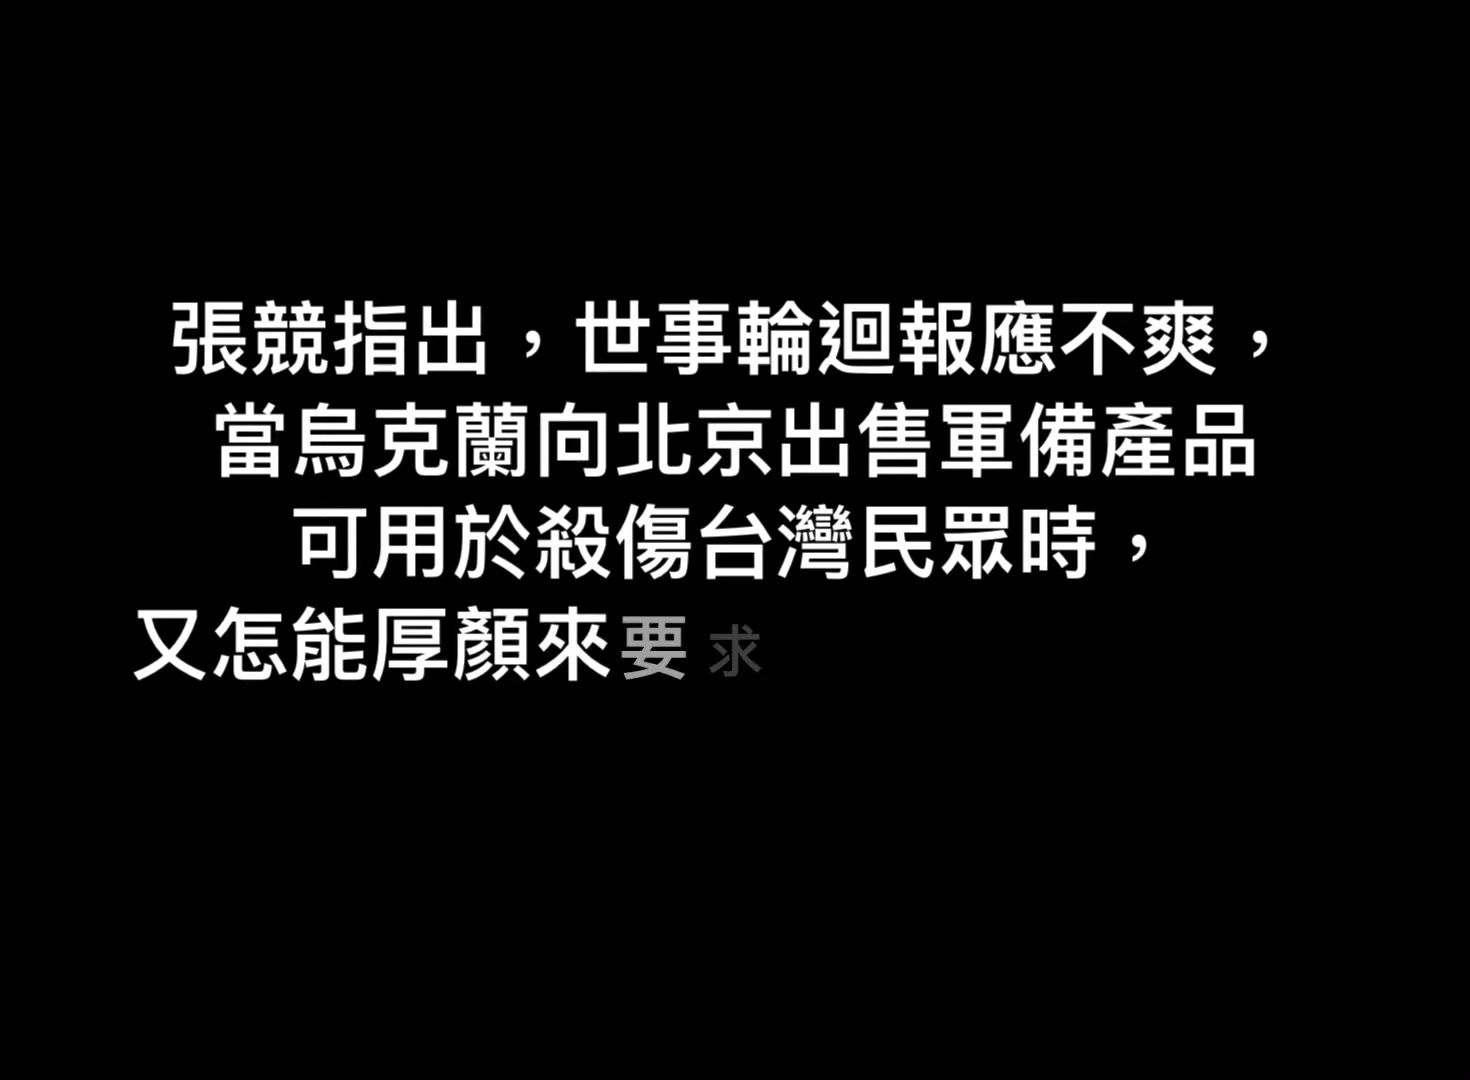 張競指出，世事輪迴報應不爽，
當烏克蘭向北京出售軍備產品
可用於殺傷台灣民眾時，
又怎能厚顏來要求